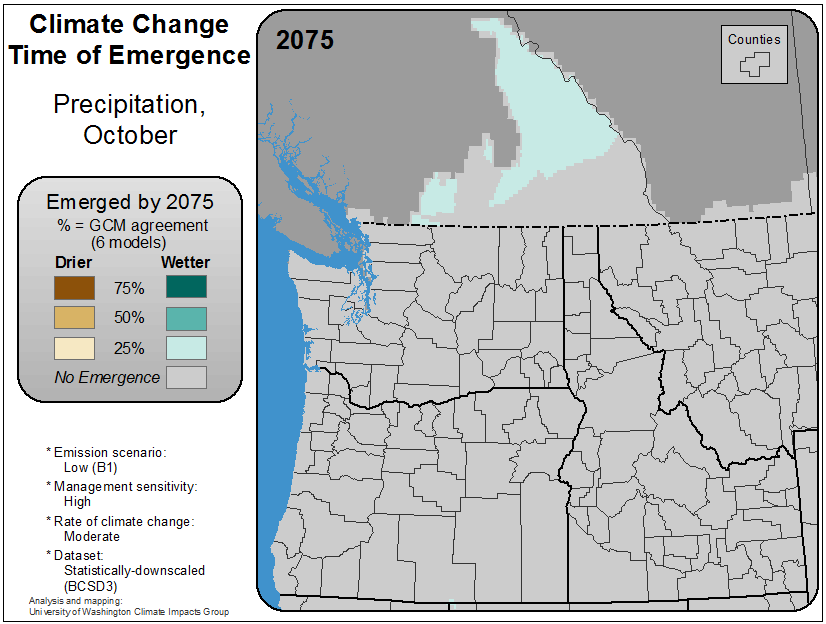 Climate Change
Time of Emergence
Precipitation,
October
Emerged by 2075
% = GCM agreement
(6 models)
Drier Wetter
75%
50%
25%
No Emergence
* Emission scenario:
Low (B1)
* Management sensitivity:
High
* Rate of climate change:
Moderate
* Dataset:
Statistically-downscaled
(BCSD3)
Analysis and mapping:
University of Washington Climate Impacts Group
2075
Counties